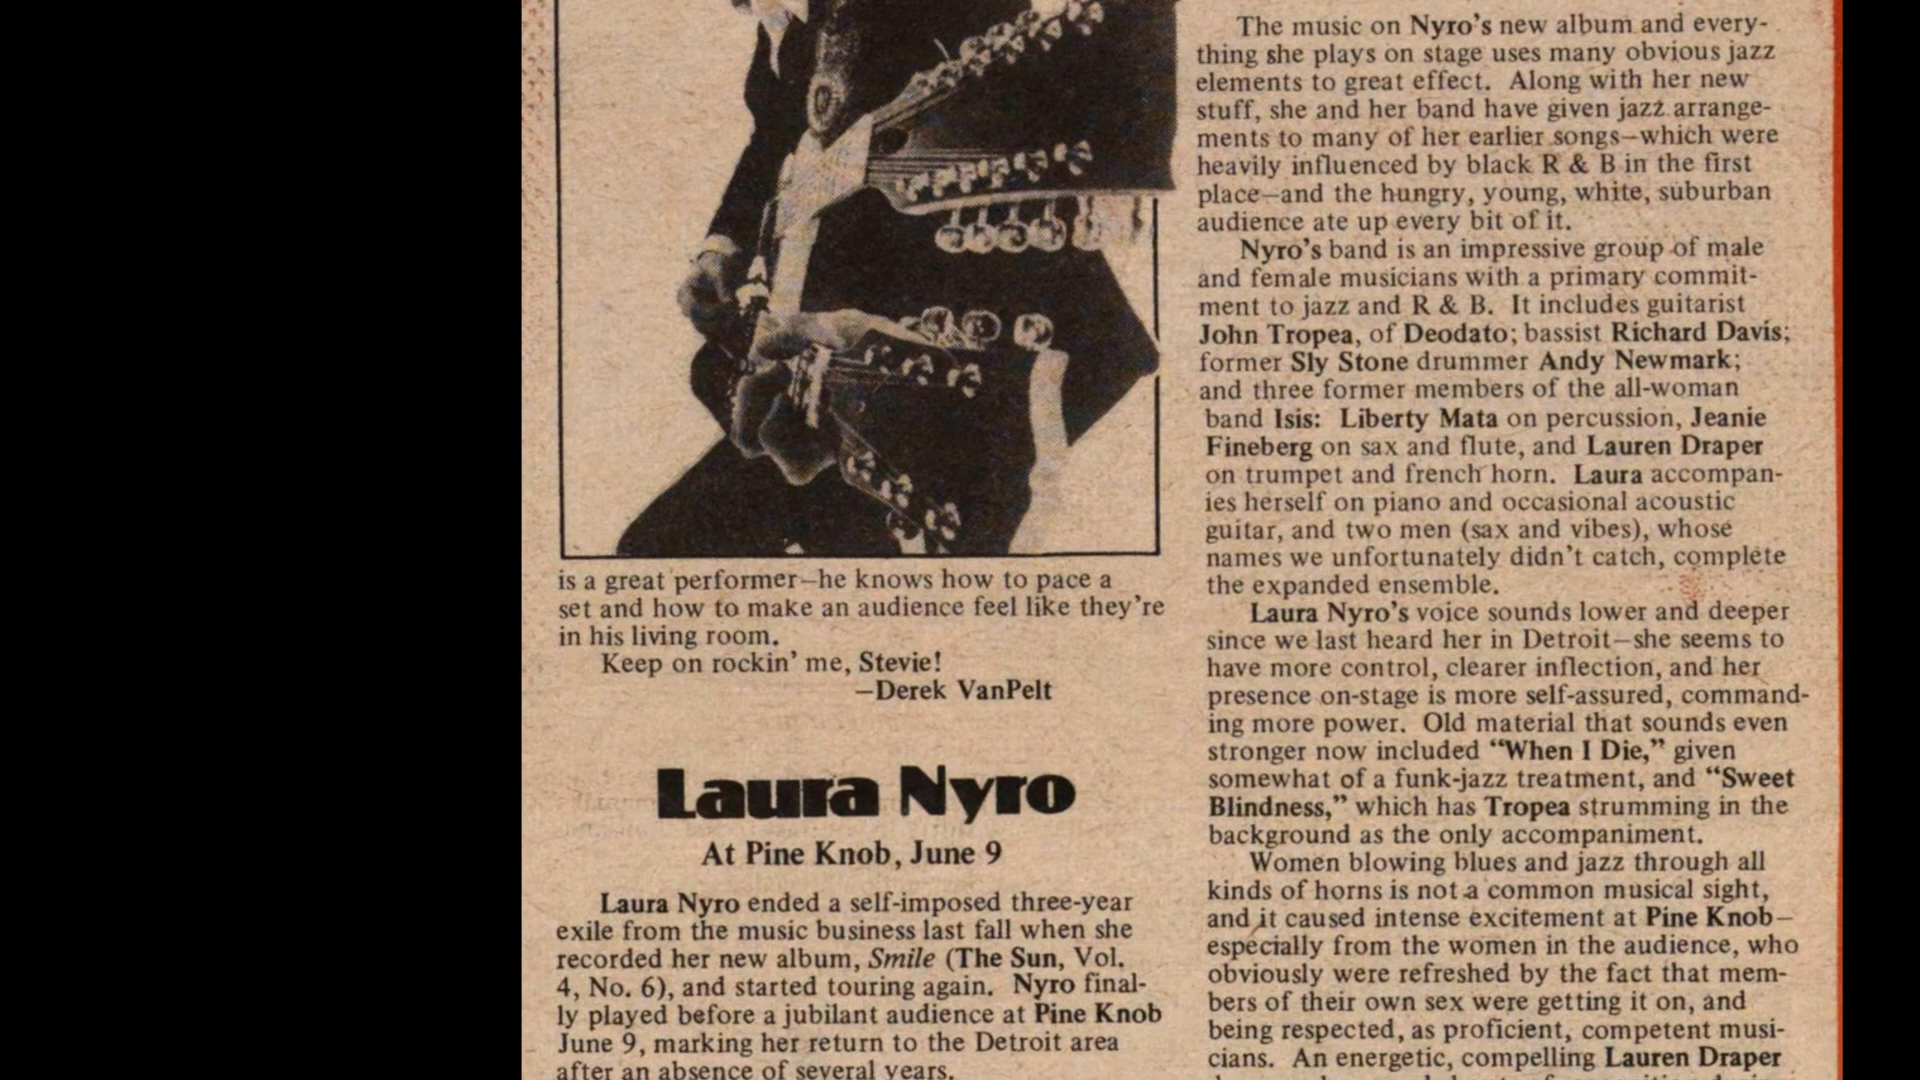 is a great performer—he knows how to pace a
set and how to make an audience feel like they're
in his living room.
Keep on rockin' me, Stevie!
—Derek VanPelt
Laura Nyro
At Pine Knob, June 9
Laura Nyro ended a self-imposed three-year
exile from the music business last fall when she
recorded her new album, Smile (The Sun, Vol.
4, No. 6), and started touring again. Nyro final-
ly played before a jubilant audience at Pine Knob
June 9, marking her return to the Detroit area
after an absence of several years.
The music on Nyro's new album and every-
thing she plays on stage uses many obvious jazz
elements to great effect. Along with her new
stuff, she and her band have given jazz arrange-
ments to many of her earlier songs—which were
heavily influenced by black R & B in the first
place—and the hungry, young, white, suburban
audience ate up every bit of it.
Nyro's band is an impressive group of male
and female musicians with a primary commit-
ment to jazz and R & B. It includes guitarist
John Tropea, of Deodato; bassist Richard Davis;
former Sly Stone drummer Andy Newmark;
and three former members of the all-woman
band Isis: Liberty Mata on percussion, Jeanie
Fineberg on sax and flute, and Lauren Draper
on trumpet and french horn. Laura accompan-
ies herself on piano and occasional acoustic
guitar, and two men (sax and vibes), whose
names we unfortunately didn't catch, complete
the expanded ensemble.
Laura Nyro's voice sounds lower and deeper
since we last heard her in Detroit—she seems to
have more control, clearer inflection, and her
presence on-stage is more self-assured, command-
ing more power. Old material that sounds even
stronger now included "When I Die," given
somewhat of a funk-jazz treatment, and "Sweet
Blindness," which has Tropea strumming in the
background as the only accompaniment.
Women blowing blues and jazz through all
kinds of horns is not a common musical sight,
and it caused intense excitement at Pine Knob—
especially from the women in the audience, who
obviously were refreshed by the fact that mem-
bers of their own sex were getting it on, and
being respected, as proficient, competent musi-
cians. An energetic, compelling Lauren Draper